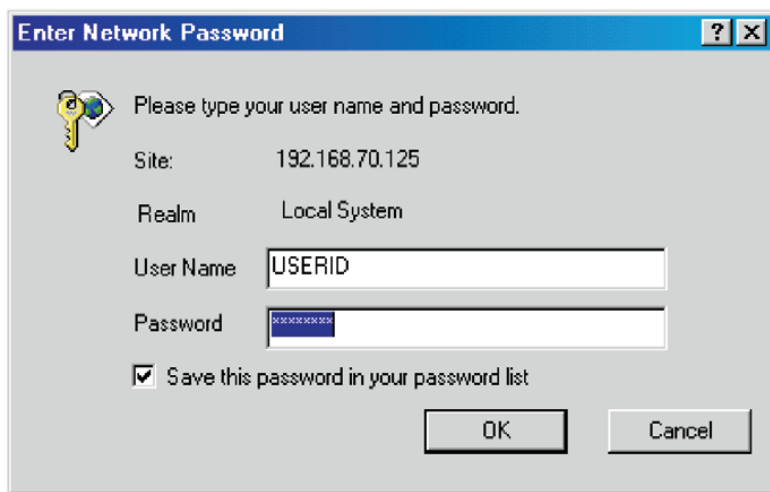 Enter Network Password
Please type your user name and password.
Site: 192.168.70.125
Realm Local System
User Name USERID
Password ********
Save this password in your password list
OK Cancel